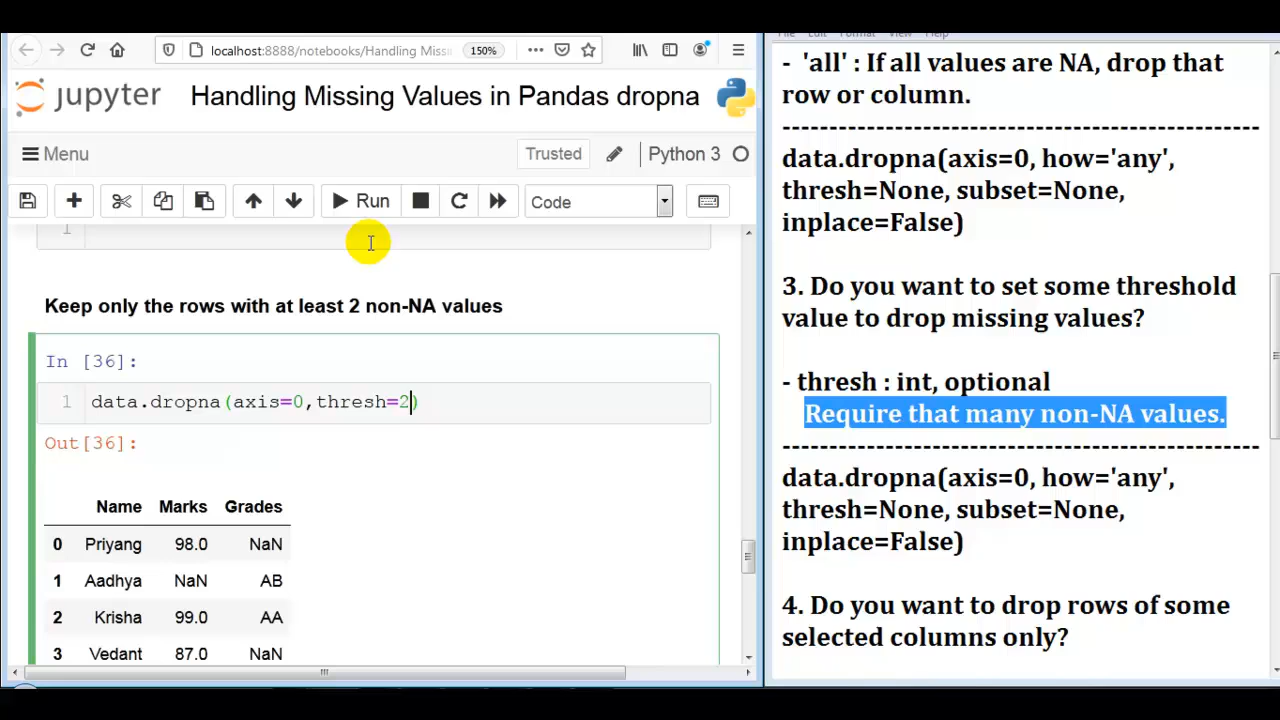 localhost:8888/notebooks/Handling Missi
150%
jupyter
Handling Missing Values in Pandas dropna
Menu
Trusted
Python 3
Run
Code
1
Keep only the rows with at least 2 non-NA values
In [36]:
1 data.dropna(axis=0,thresh=2)
Out[36]:
Name Marks Grades
0 Priyang 98.0 NaN
1 Aadhya NaN AB
2 Krisha 99.0 AA
3 Vedant 87.0 NaN
File Edit Format View Help
- 'all' : If all values are NA, drop that
row or column.
---------------------------------------------------
data.dropna(axis=0, how='any',
thresh=None, subset=None,
inplace=False)
3. Do you want to set some threshold
value to drop missing values?
- thresh : int, optional
Require that many non-NA values.
---------------------------------------------------
data.dropna(axis=0, how='any',
thresh=None, subset=None,
inplace=False)
4. Do you want to drop rows of some
selected columns only?